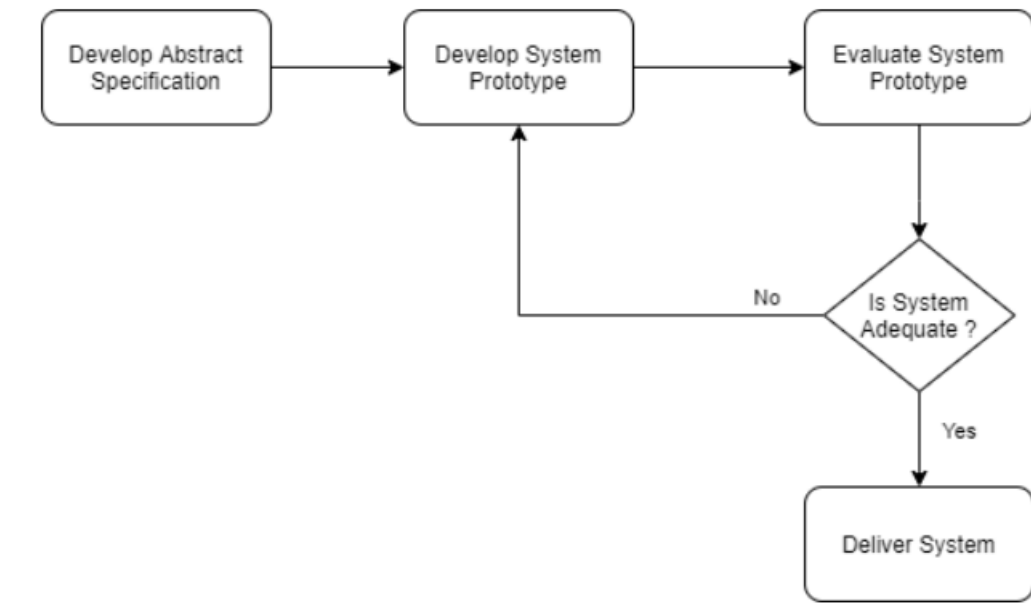 Develop Abstract
Specification
Develop System
Prototype
Evaluate System
Prototype
No
Is System
Adequate ?
Yes
Deliver System